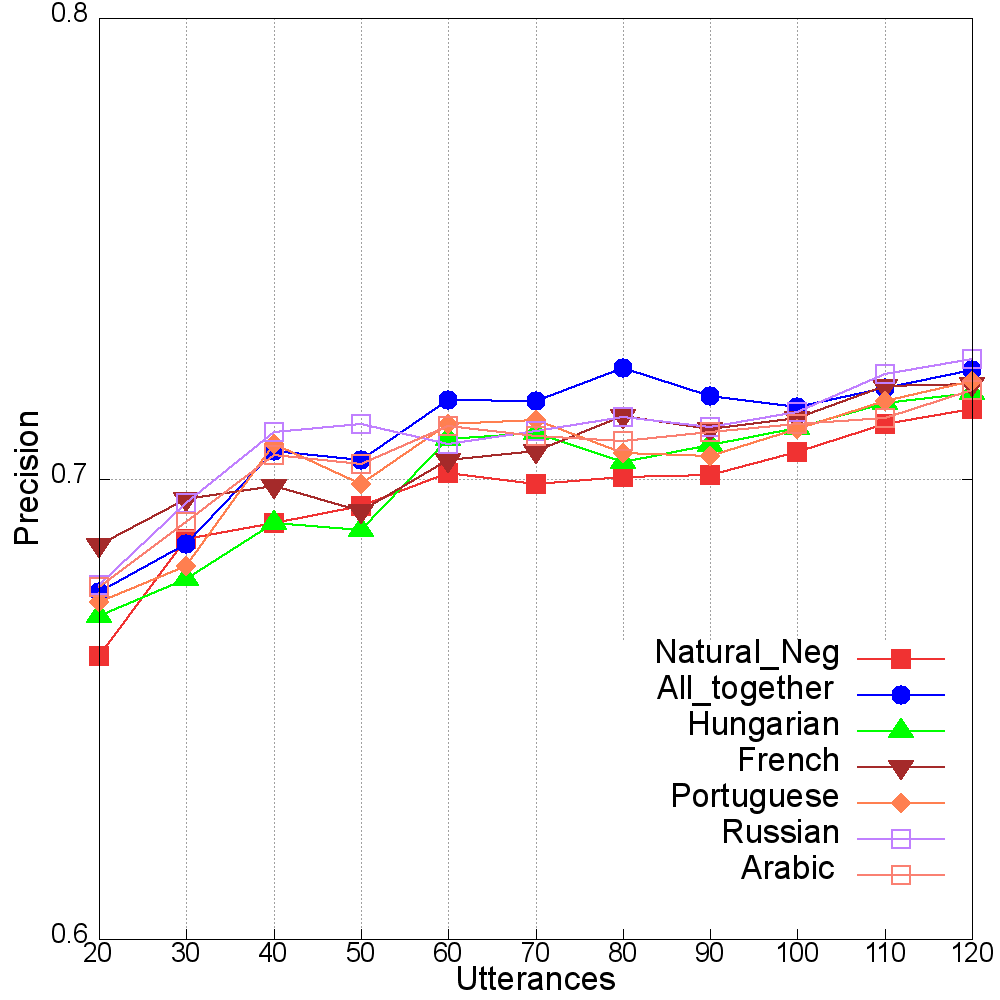 0.8
0.7
0.6
Precision
20 30 40 50 60 70 80 90 100 110 120
Utterances
Natural_Neg
All_together
Hungarian
French
Portuguese
Russian
Arabic